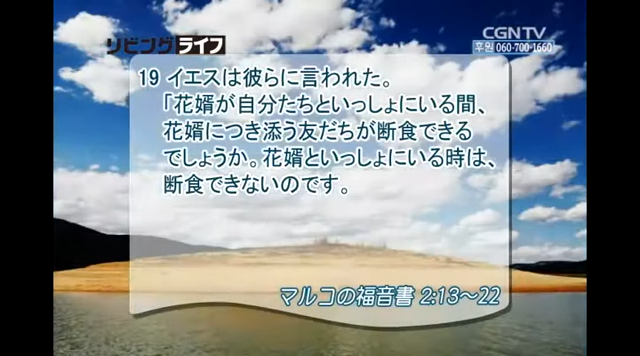 リビングライフ
CGNTV
후원 060-700-1660
19 イエスは彼らに言われた。
「花婿が自分たちといっしょにいる間、
花婿につき添う友だちが断食できる
でしょうか。花婿といっしょにいる時は、
断食できないのです。
マルコの福音書 2:13～22